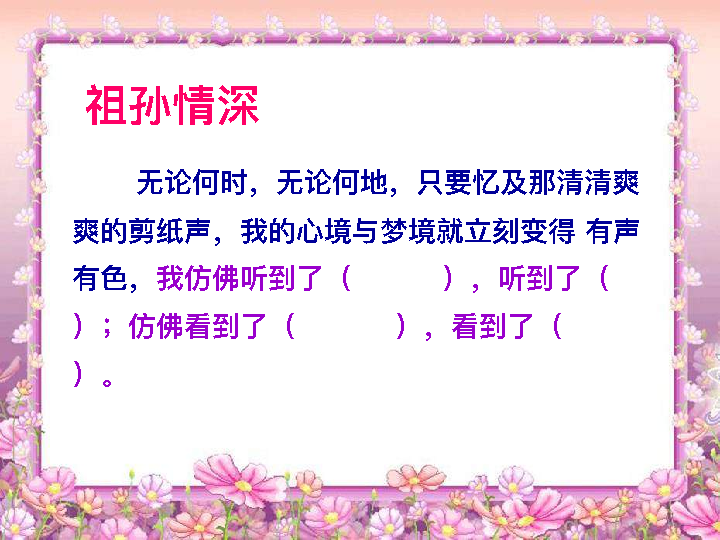 祖孙情深
无论何时，无论何地，只要忆及那清清爽
爽的剪纸声，我的心境与梦境就立刻变得 有声
有色，我仿佛听到了（　　　），听到了（
）；仿佛看到了（　　　），看到了（
）。